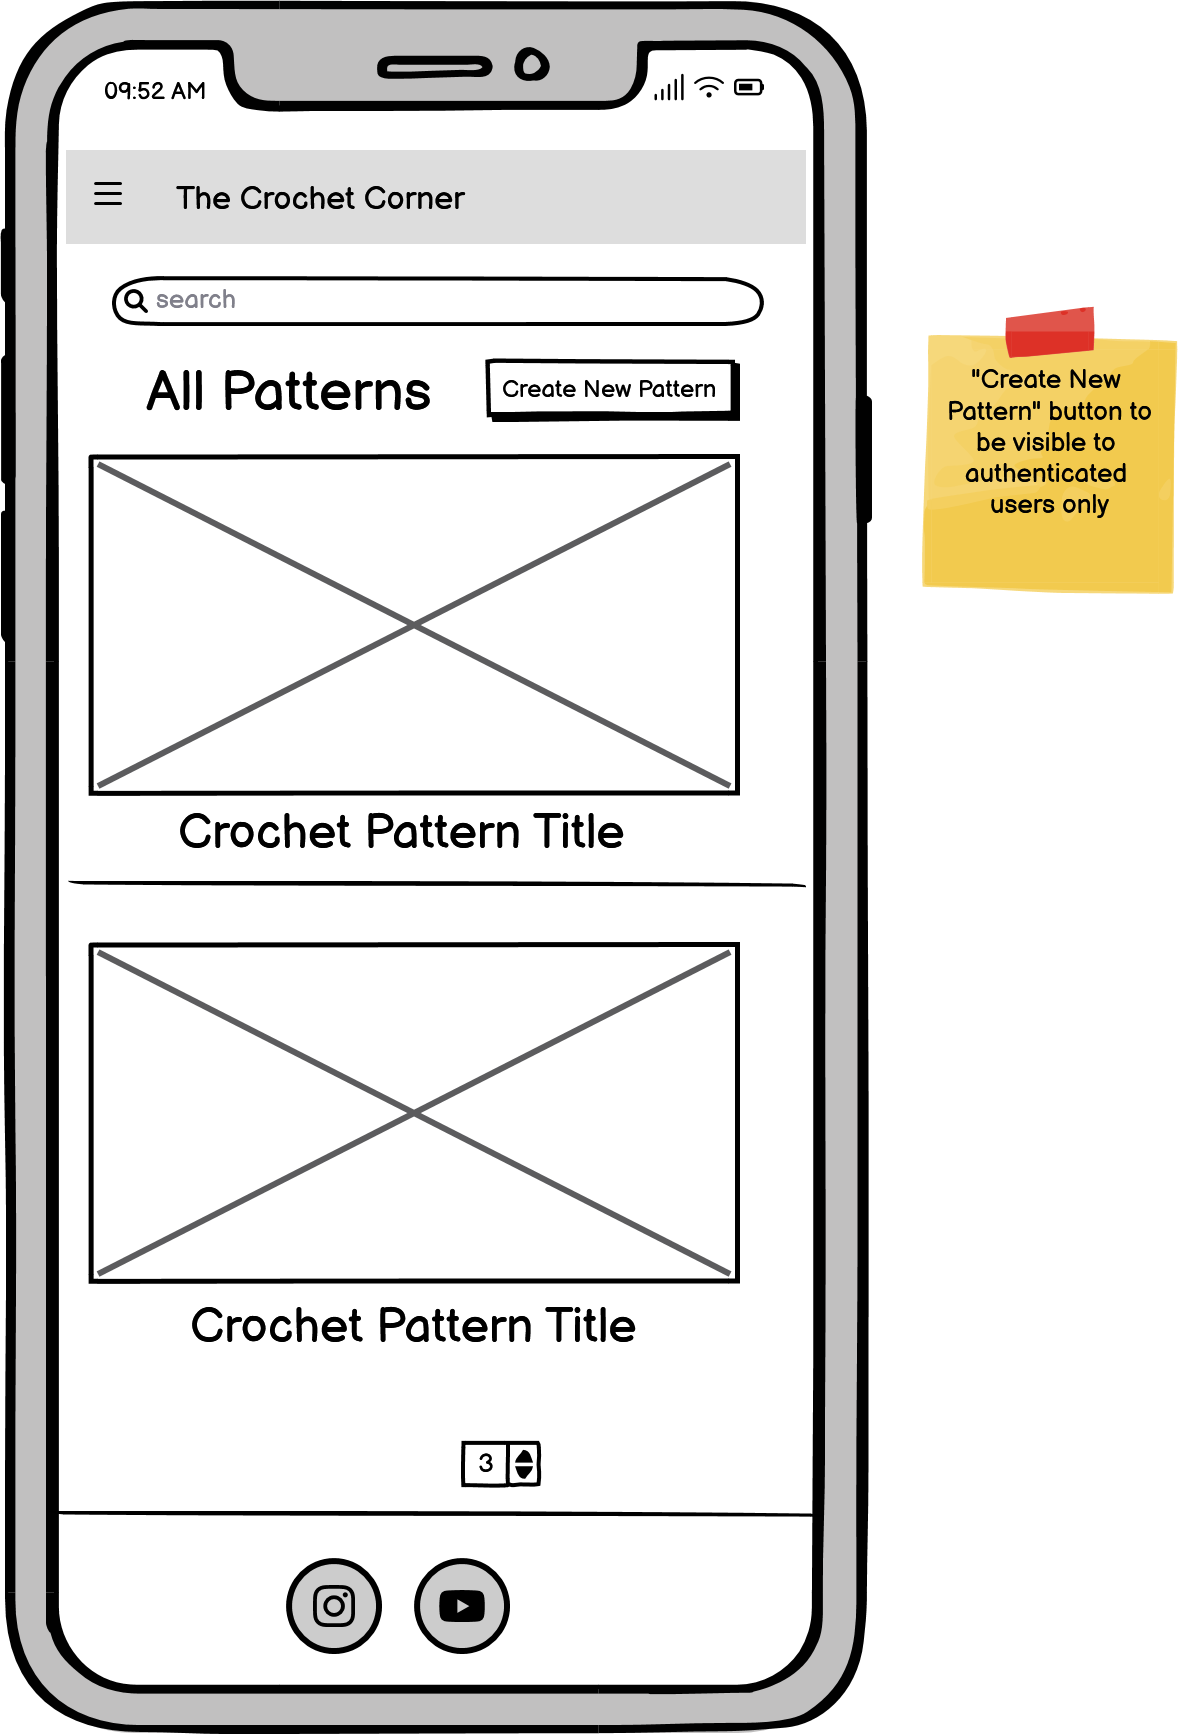 09:52 AM
The Crochet Corner
search
All Patterns
Create New Pattern
"Create New
Pattern" button to
be visible to
authenticated
users only
Crochet Pattern Title
Crochet Pattern Title
3